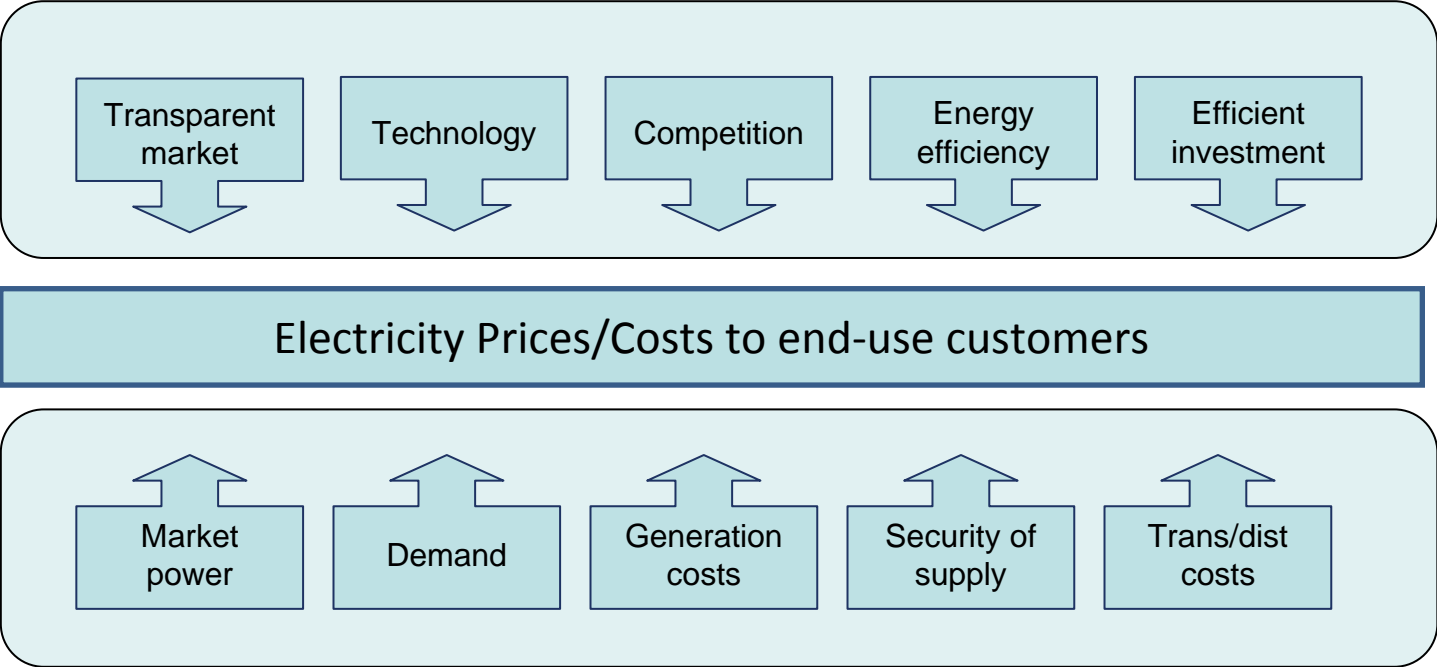 Transparent
market
Technology
Competition
Energy
efficiency
Efficient
investment
Electricity Prices/Costs to end-use customers
Market
power
Demand
Generation
costs
Security of
supply
Trans/dist
costs